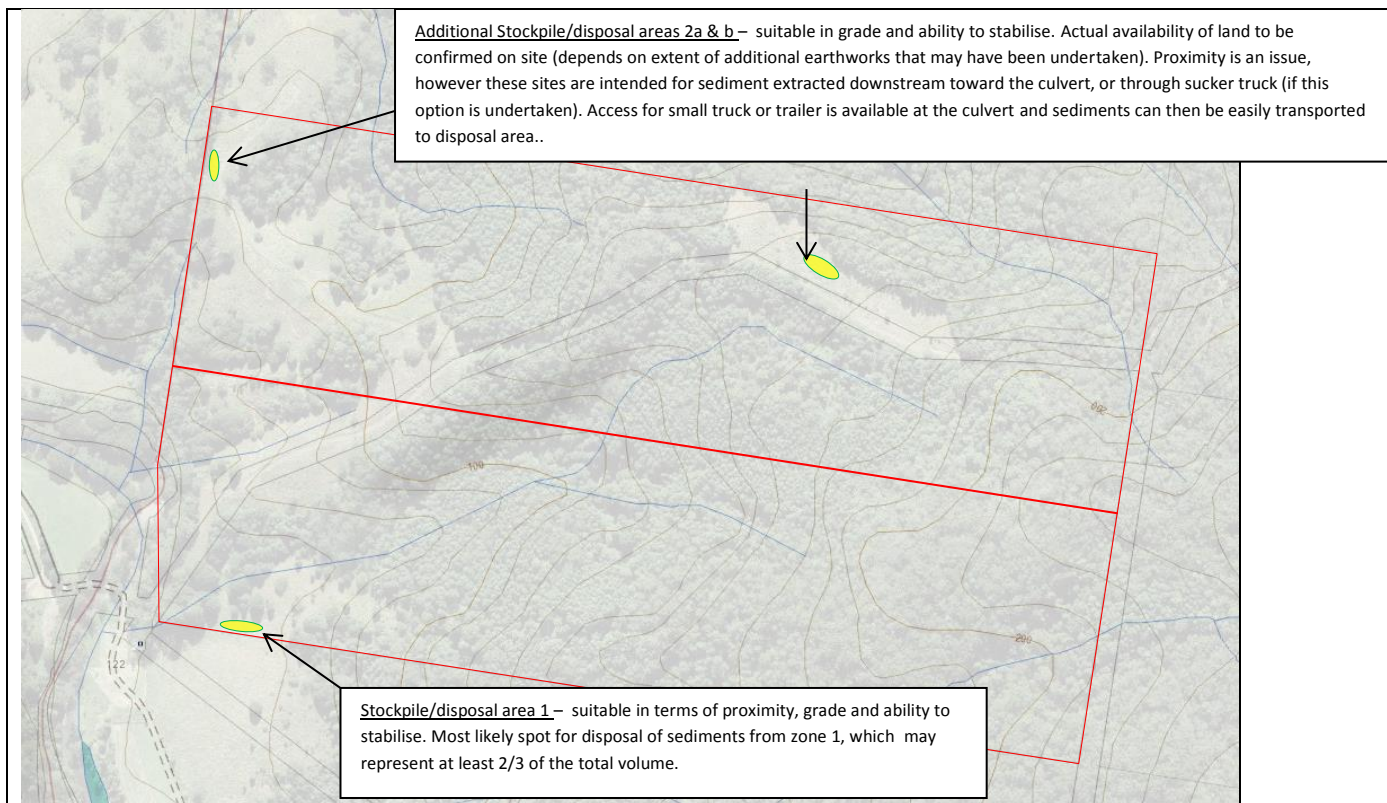 Additional Stockpile/disposal areas 2a & b – suitable in grade and ability to stabilise. Actual availability of land to be
confirmed on site (depends on extent of additional earthworks that may have been undertaken). Proximity is an issue,
however these sites are intended for sediment extracted downstream toward the culvert, or through sucker truck (if this
option is undertaken). Access for small truck or trailer is available at the culvert and sediments can then be easily transported
to disposal area..
200
100
200
122
Stockpile/disposal area 1 – suitable in terms of proximity, grade and ability to
stabilise. Most likely spot for disposal of sediments from zone 1, which may
represent at least 2/3 of the total volume.